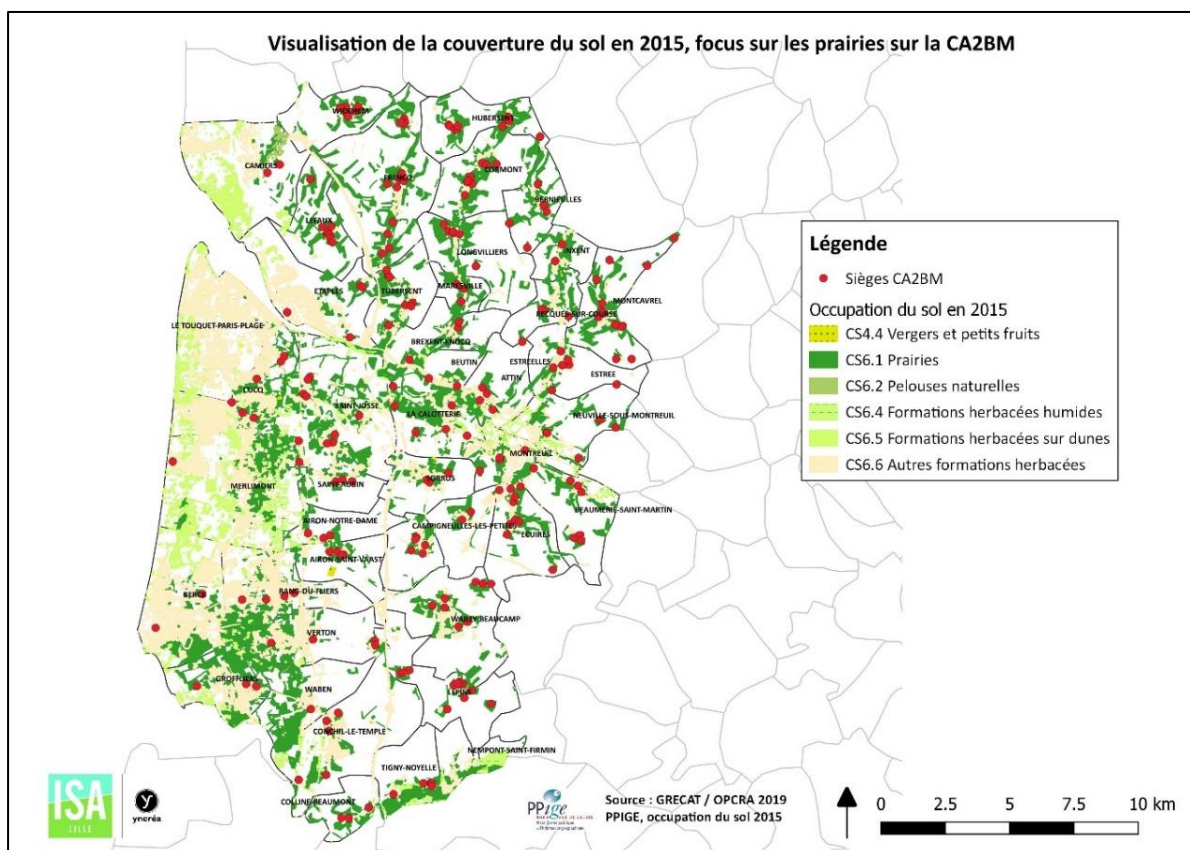 Visualisation de la couverture du sol en 2015, focus sur les prairies sur la CA2BM
WIDEHEM
HUBERSENT
CAMIERS
CORMONT
FRENCQ
BERNIEULLES
LEFAUX
LONGVILLIERS
INXENT
ETAPLES
TUBERSENT
MARESVILLE
MONTCAVREL
RECQUES-SUR-COURSE
LE TOUQUET-PARIS-PLAGE
BREXENT-ENOCQ
BEUTIN
ESTREELLES
ATTIN
ESTREE
CUCQ
SAINT-JOSSE
LA CALOTTERIE
NEUVILLE-SOUS-MONTREUIL
MONTREUIL
MERLIMONT
SAINT-AUBIN
SORRUS
BEAUMERIE-SAINT-MARTIN
AIRON-NOTRE-DAME
CAMPIGNEULLES-LES-PETITES
ECUIRES
AIRON-SAINT-VAAST
BERCK
RANG-DU-FLIERS
WAILLY-BEAUCAMP
VERTON
GROFFLIERS
WABEN
LEPINE
CONCHIL-LE-TEMPLE
NEMPONT-SAINT-FIRMIN
TIGNY-NOYELLE
COLLINE-BEAUMONT
Légende
Sièges CA2BM
Occupation du sol en 2015
CS4.4 Vergers et petits fruits
CS6.1 Prairies
CS6.2 Pelouses naturelles
CS6.4 Formations herbacées humides
CS6.5 Formations herbacées sur dunes
CS6.6 Autres formations herbacées
ISA
LILLE
yncréa
PPige
Source : GRECAT / OPCRA 2019
PPIGE, occupation du sol 2015
0 2.5 5 7.5 10 km